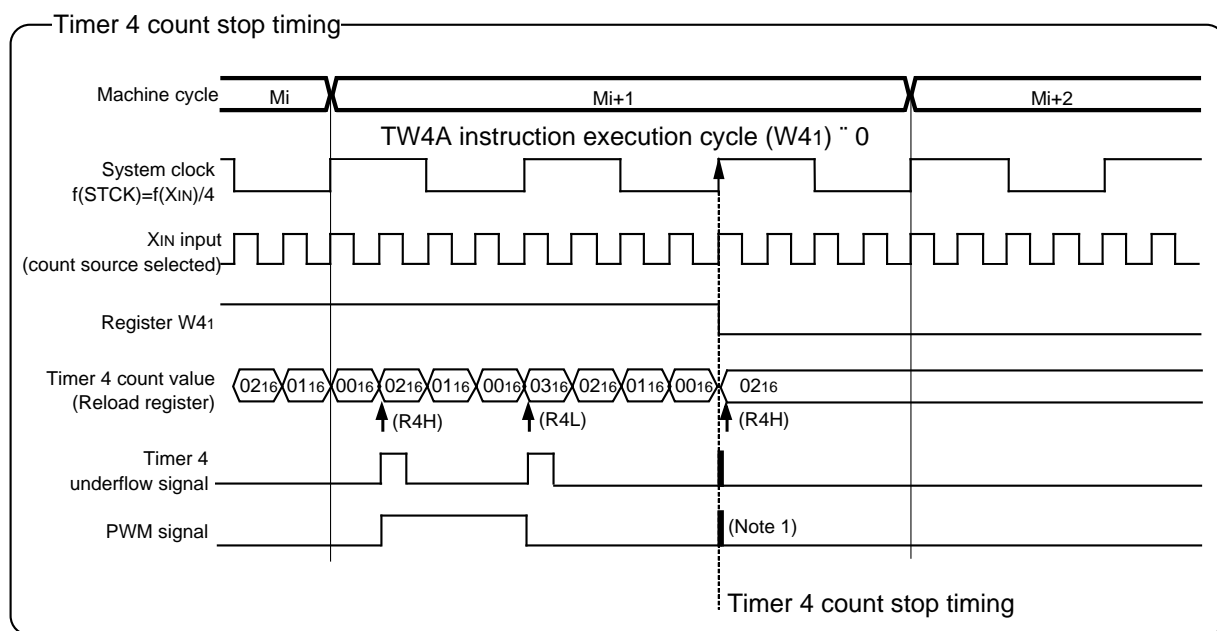 Timer 4 count stop timing
Machine cycle
Mi
Mi+1
Mi+2
TW4A instruction execution cycle (W41) ¨ 0
System clock
f(STCK)=f(XIN)/4
XIN input
(count source selected)
Register W41
Timer 4 count value
(Reload register)
0216 0116 0016 0216 0116 0016 0316 0216 0116 0016 0216
(R4H) (R4L) (R4H)
Timer 4
underflow signal
PWM signal
(Note 1)
Timer 4 count stop timing